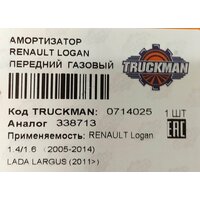 АМОРТИЗАТОР
RENAULT LOGAN
ПЕРЕДНИЙ ГАЗОВЫЙ
TRUCKMAN
Код TRUCKMAN: 0714025
1 ШТ
Аналог 338713
EAC
Применяемость: RENAULT Logan
1.4/1.6 (2005-2014)
LADA LARGUS (2011>)